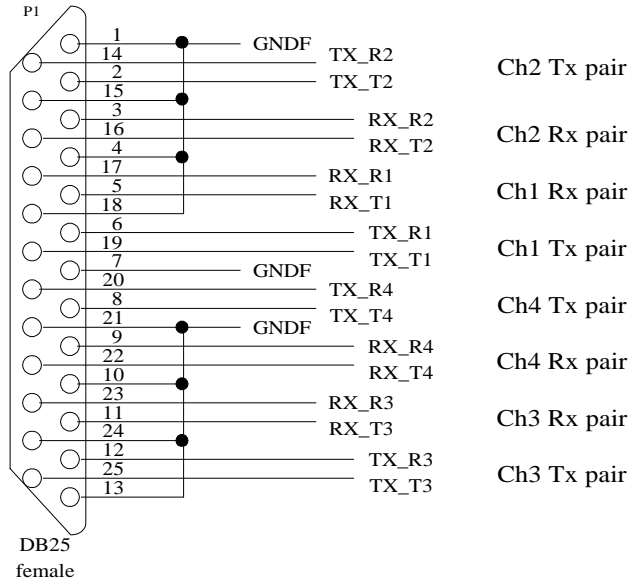 P1
1 GNDF
14 TX_R2
2 TX_T2
Ch2 Tx pair
15
3 RX_R2
16 RX_T2
Ch2 Rx pair
4
17 RX_R1
5 RX_T1
Ch1 Rx pair
18
6 TX_R1
19 TX_T1
Ch1 Tx pair
7 GNDF
20 TX_R4
8 TX_T4
Ch4 Tx pair
21 GNDF
9 RX_R4
22 RX_T4
Ch4 Rx pair
10
23 RX_R3
11 RX_T3
Ch3 Rx pair
24
12 TX_R3
25 TX_T3
Ch3 Tx pair
13
DB25
female